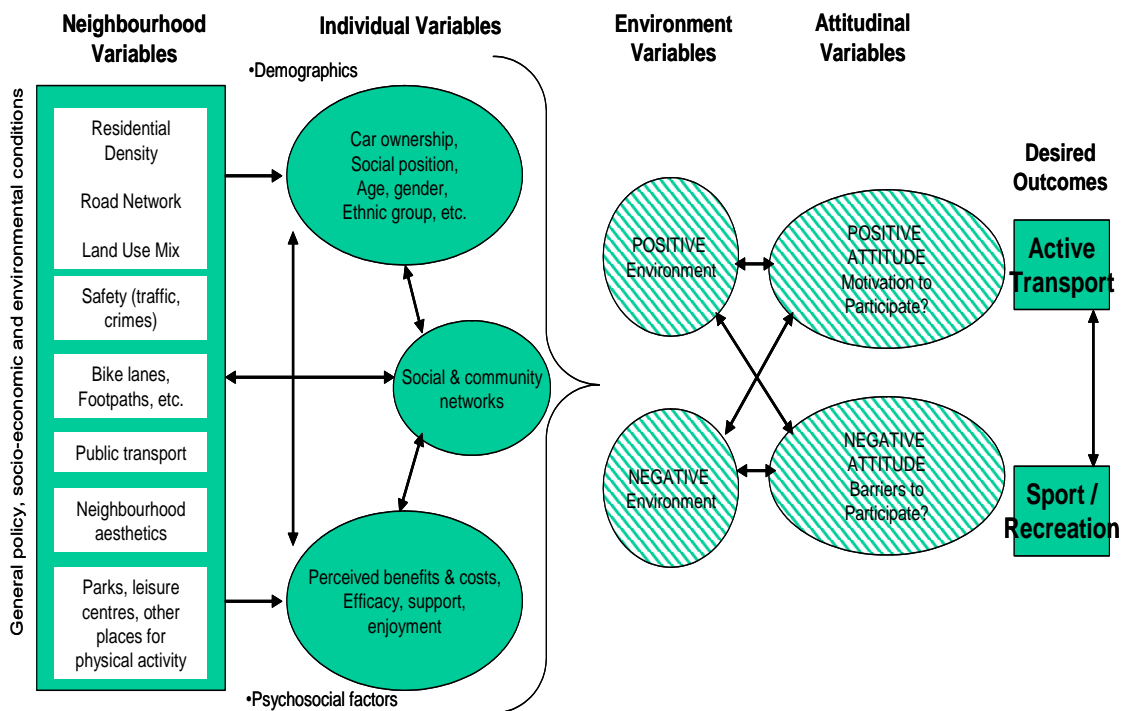 Neighbourhood
Variables
Individual Variables
Environment
Variables
Attitudinal
Variables
Desired
Outcomes
General policy, socio-economic and environmental conditions
Residential
Density
Road Network
Land Use Mix
Safety (traffic,
crimes)
Bike lanes,
Footpaths, etc.
Public transport
Neighbourhood
aesthetics
Parks, leisure
centres, other
places for
physical activity
•Demographics
Car ownership,
Social position,
Age, gender,
Ethnic group, etc.
Social & community
networks
Perceived benefits & costs,
Efficacy, support,
enjoyment
•Psychosocial factors
POSITIVE
Environment
NEGATIVE
Environment
POSITIVE
ATTITUDE
Motivation to
Participate?
NEGATIVE
ATTITUDE
Barriers to
Participate?
Active
Transport
Sport /
Recreation